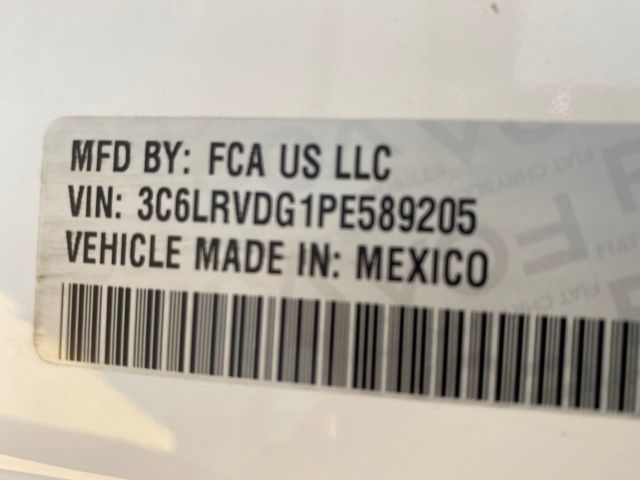 MFD BY: FCA US LLC
VIN: 3C6LRVDG1PE589205
VEHICLE MADE IN: MEXICO